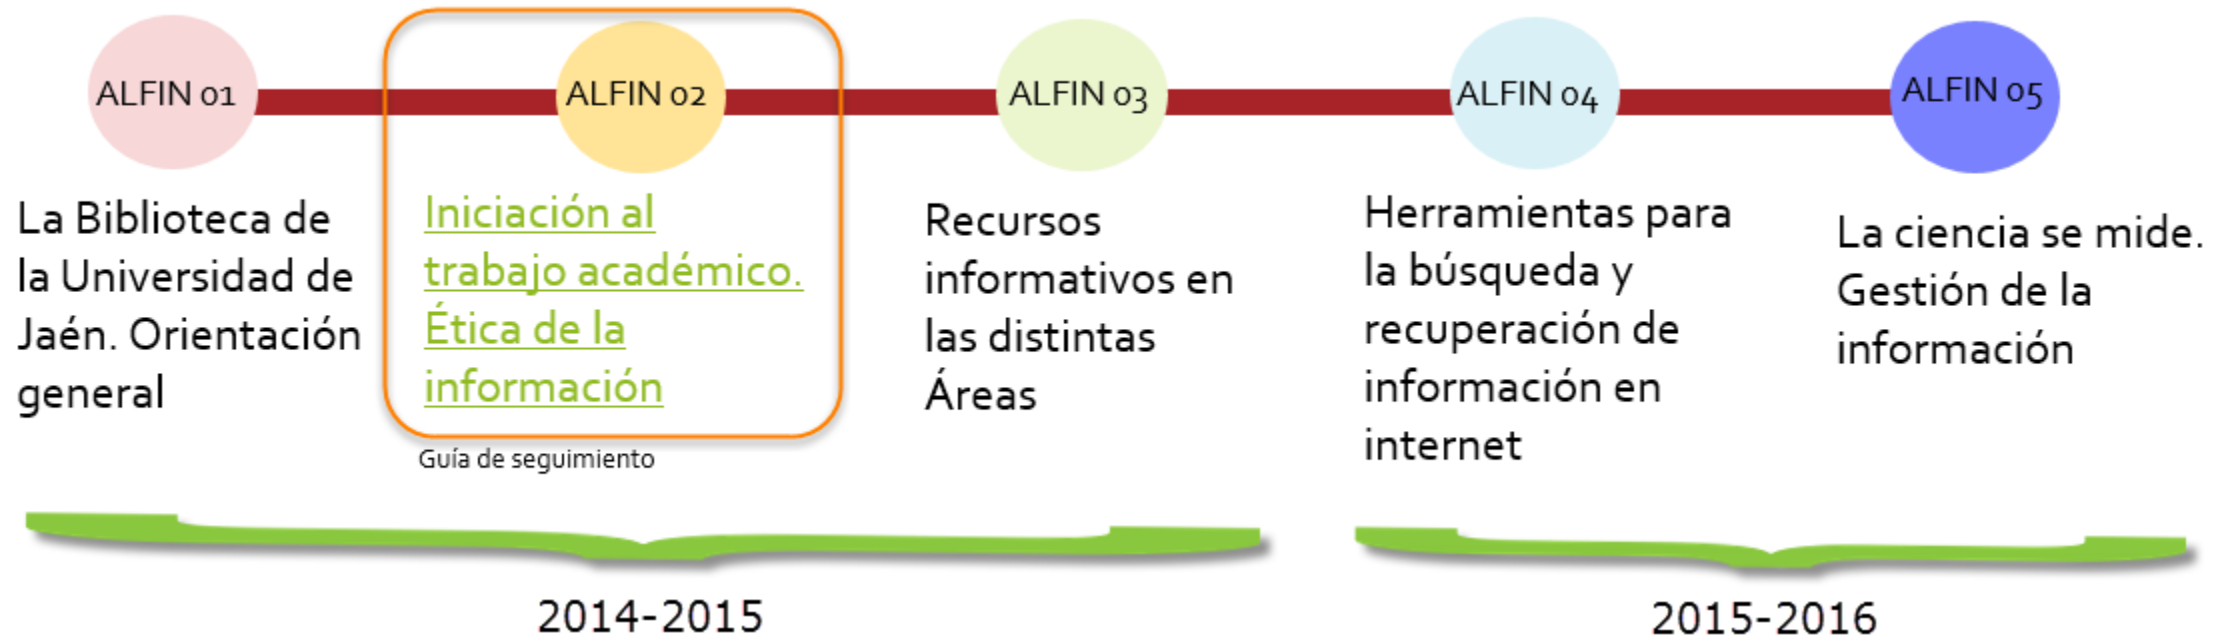 ALFIN 01
ALFIN 02
ALFIN 03
ALFIN 04
ALFIN 05
La Biblioteca de
la Universidad de
Jaén. Orientación
general
Iniciación al
trabajo académico.
Ética de la
información
Guía de seguimiento
Recursos
informativos en
las distintas
Áreas
Herramientas para
la búsqueda y
recuperación de
información en
internet
La ciencia se mide.
Gestión de la
información
2014-2015
2015-2016